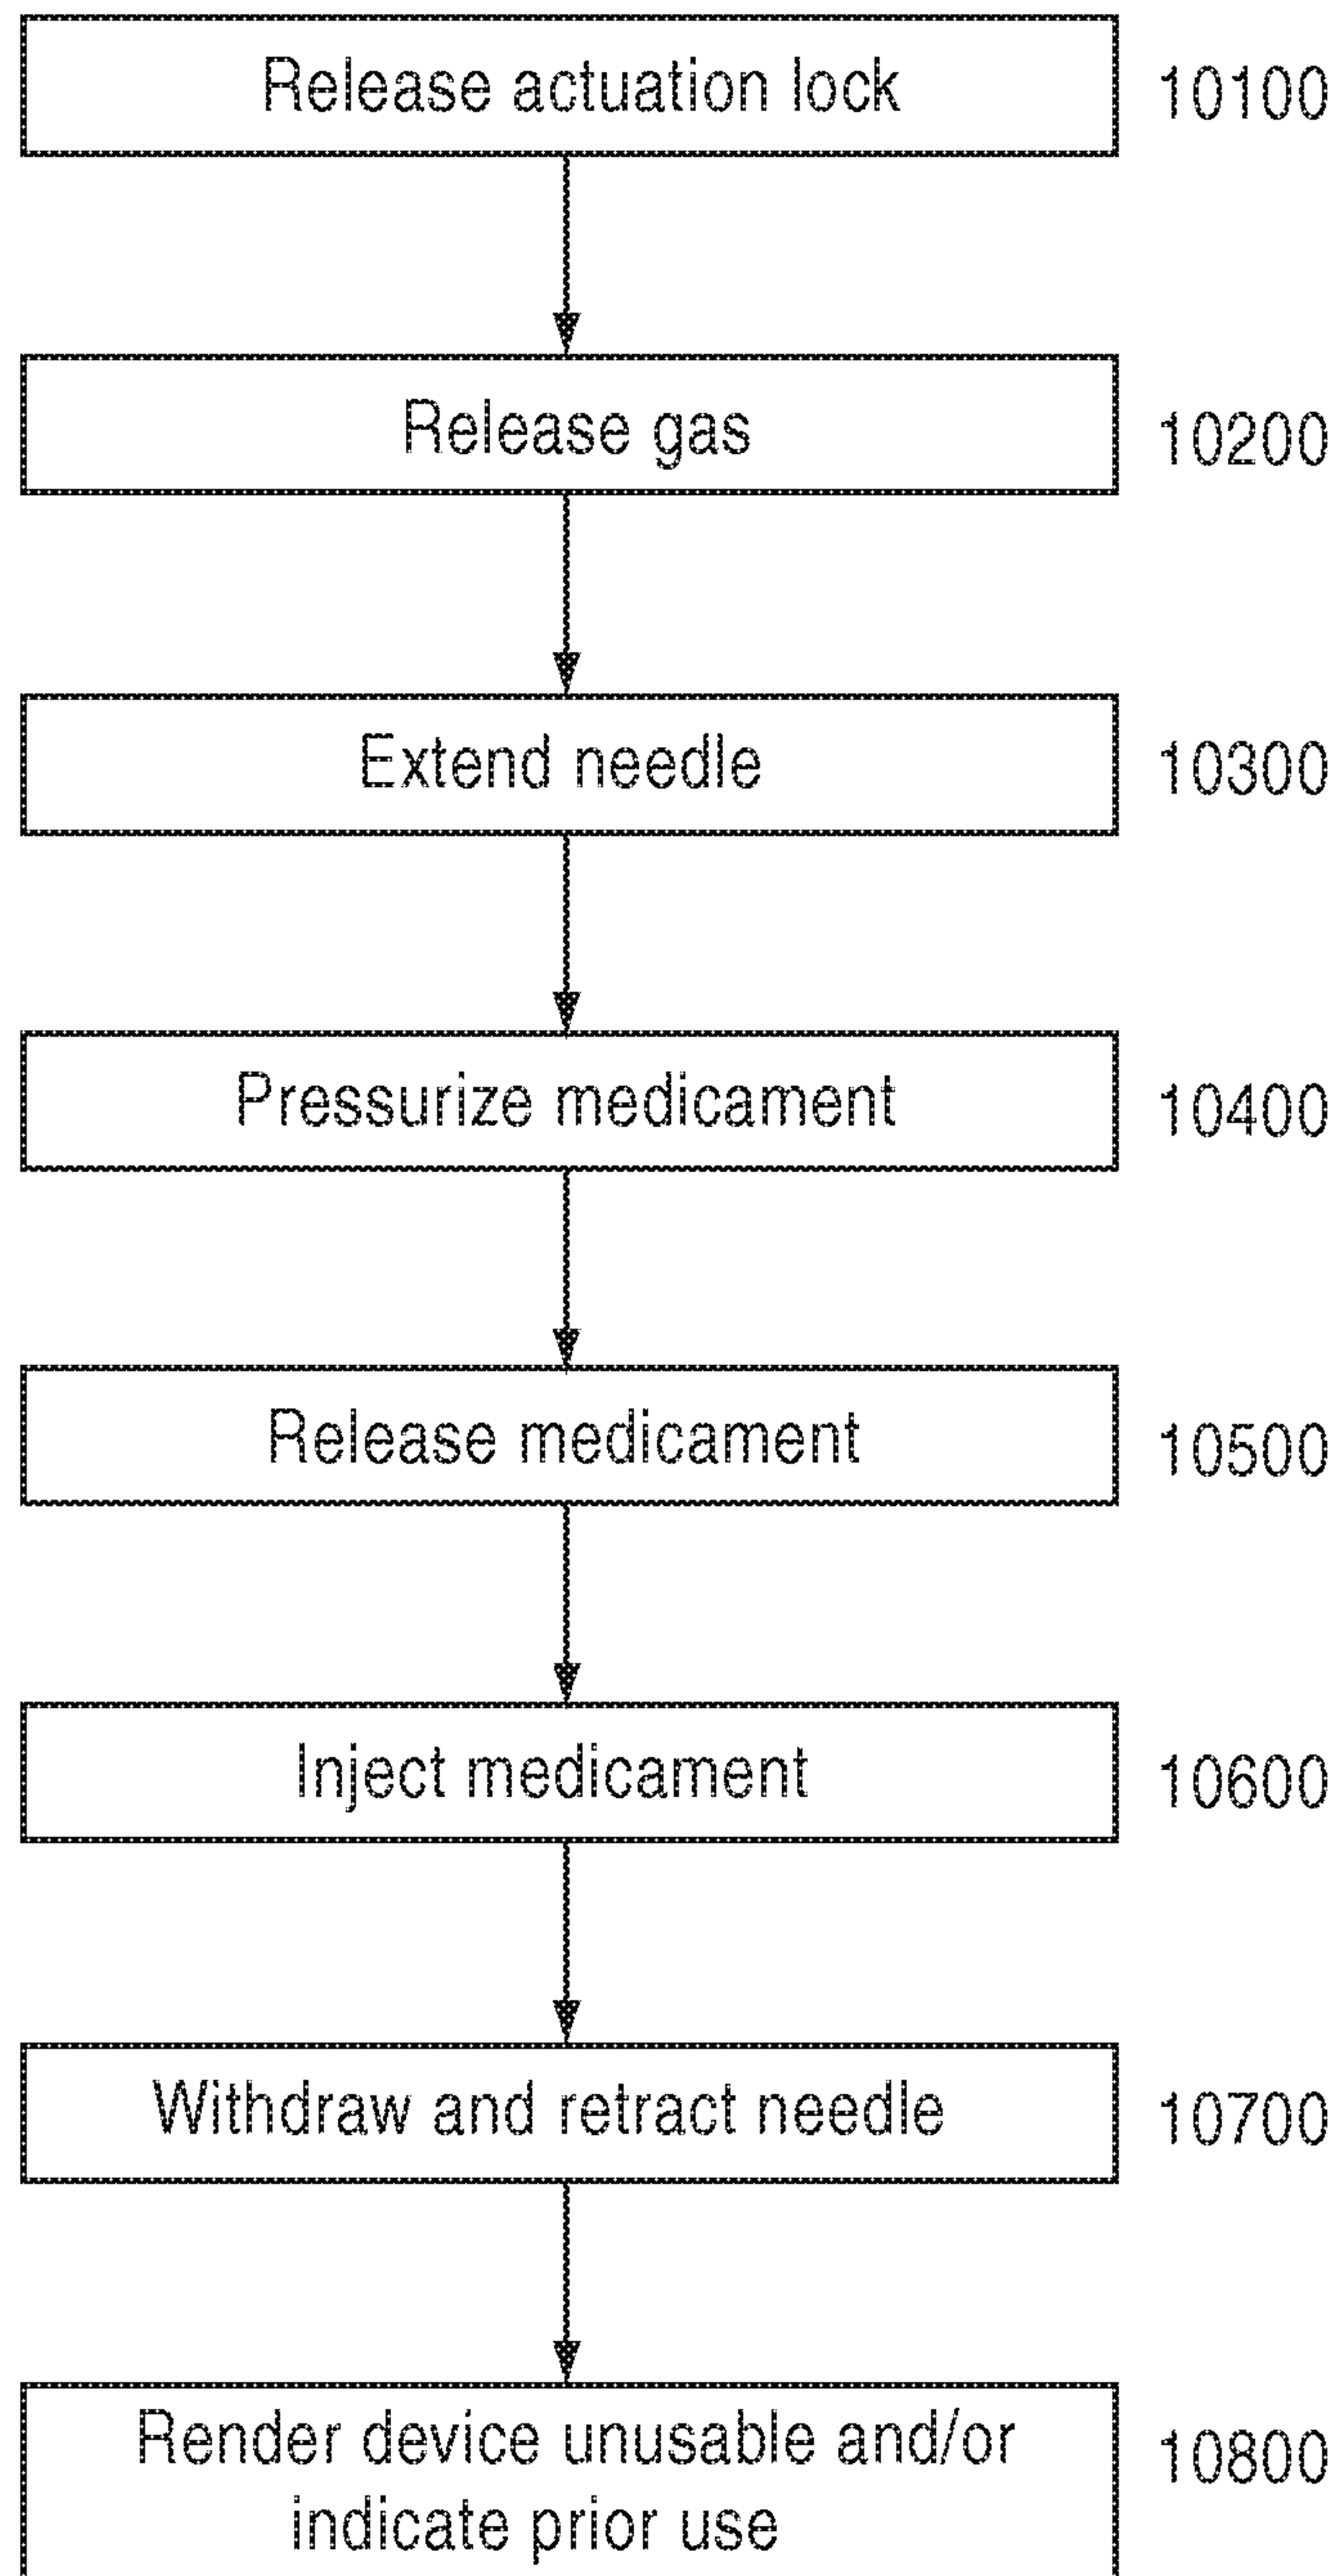 Release actuation lock 10100
Release gas 10200
Extend needle 10300
Pressurize medicament 10400
Release medicament 10500
Inject medicament 10600
Withdraw and retract needle 10700
Render device unusable and/or 10800
indicate prior use